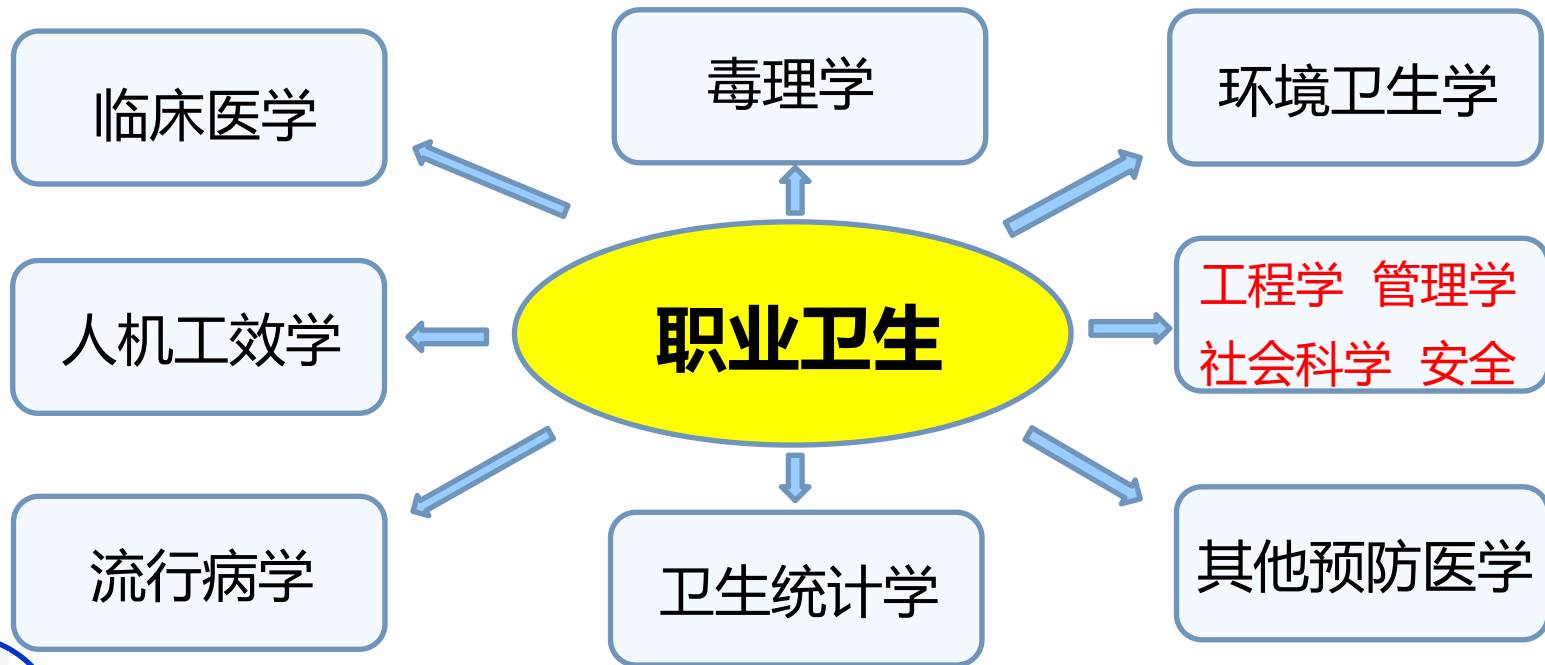 临床医学
毒理学
环境卫生学
人机工效学
职业卫生
工程学 管理学
社会科学 安全
流行病学
卫生统计学
其他预防医学